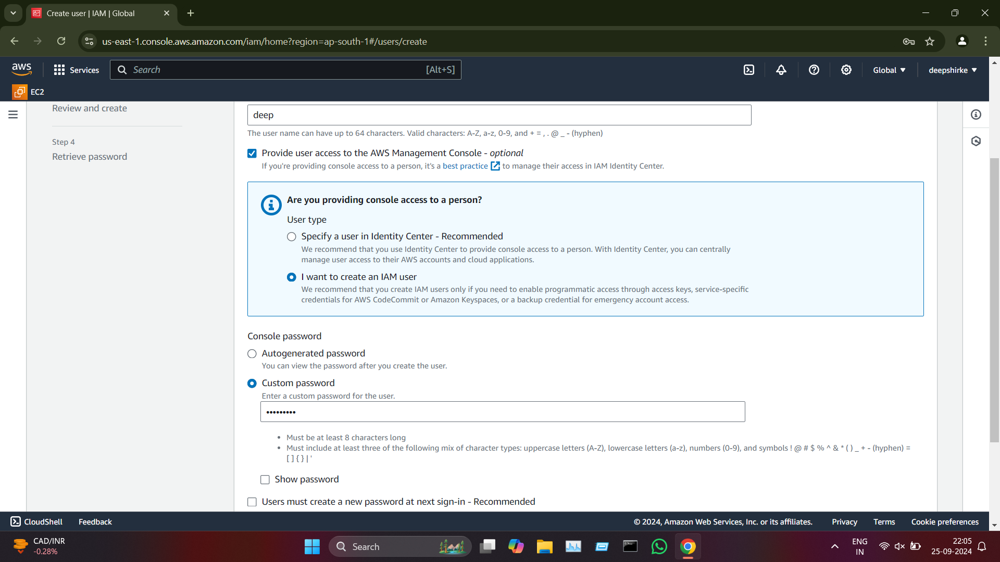 Create user | IAM | Global
us-east-1.console.aws.amazon.com/iam/home?region=ap-south-1#/users/create
aws
Services
Search
[Alt+S]
Global
deepshirke
EC2
Review and create
Step 4
Retrieve password
deep
The user name can have up to 64 characters. Valid characters: A-Z, a-z, 0-9, and + = , . @ _ - (hyphen)
Provide user access to the AWS Management Console - optional
If you're providing console access to a person, it's a best practice to manage their access in IAM Identity Center.
Are you providing console access to a person?
User type
Specify a user in Identity Center - Recommended
We recommend that you use Identity Center to provide console access to a person. With Identity Center, you can centrally
manage user access to their AWS accounts and cloud applications.
I want to create an IAM user
We recommend that you create IAM users only if you need to enable programmatic access through access keys, service-specific
credentials for AWS CodeCommit or Amazon Keyspaces, or a backup credential for emergency account access.
Console password
Autogenerated password
You can view the password after you create the user.
Custom password
Enter a custom password for the user.
•••••••••
• Must be at least 8 characters long
• Must include at least three of the following mix of character types: uppercase letters (A-Z), lowercase letters (a-z), numbers (0-9), and symbols ! @ # $ % ^ & * ( ) _ + - (hyphen) =
[ ] { } | '
Show password
Users must create a new password at next sign-in - Recommended
CloudShell
Feedback
© 2024, Amazon Web Services, Inc. or its affiliates.
Privacy
Terms
Cookie preferences
CAD/INR
-0.28%
Search
ENG
IN
22:05
25-09-2024